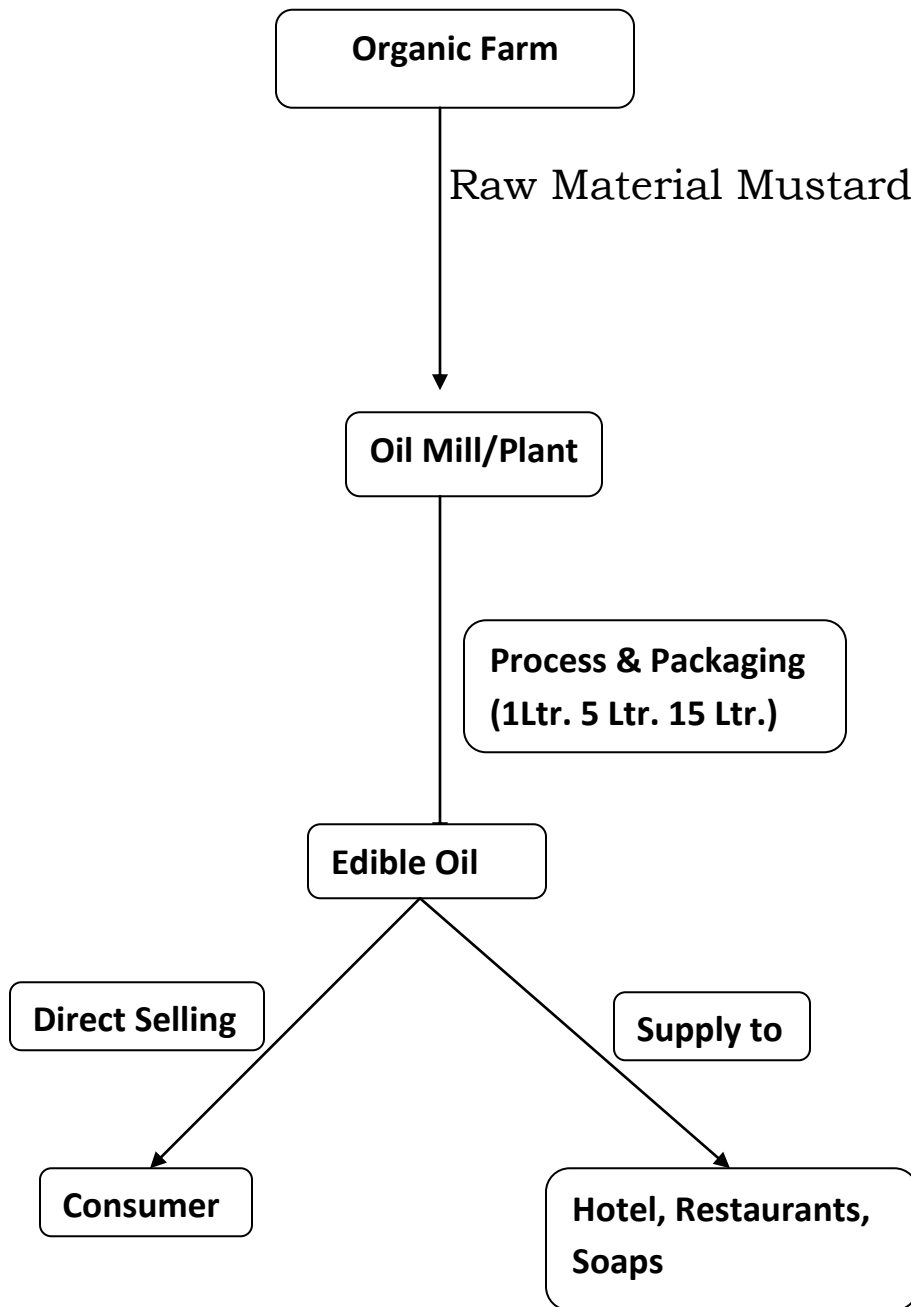 Organic Farm
Raw Material Mustard
Oil Mill/Plant
Process & Packaging
(1Ltr. 5 Ltr. 15 Ltr.)
Edible Oil
Direct Selling
Supply to
Consumer
Hotel, Restaurants,
Soaps